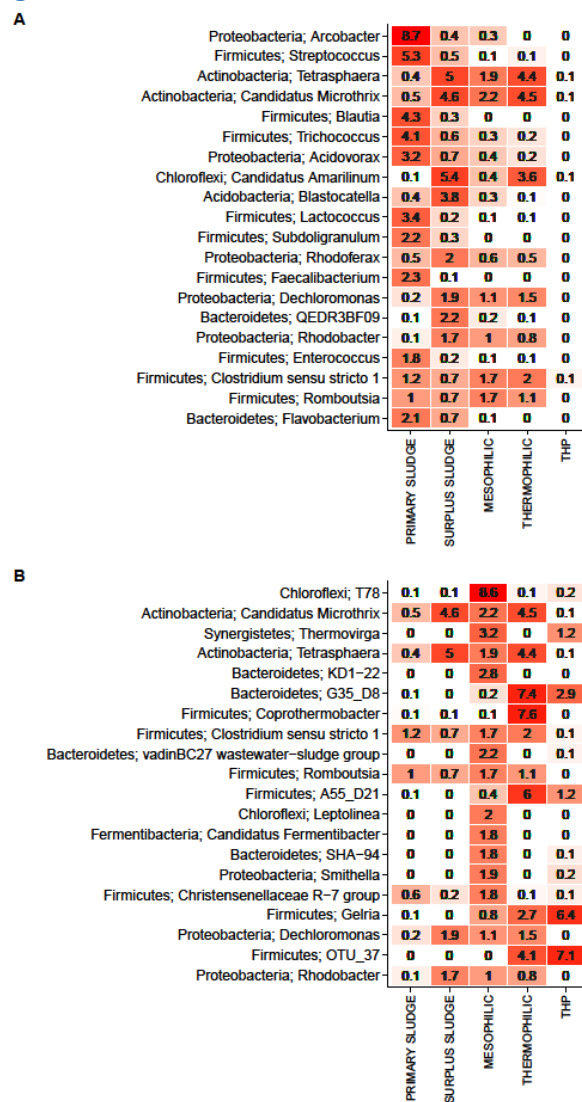 A
Proteobacteria; Arcobacter 8.7 0.4 0.3 0 0
Firmicutes; Streptococcus 5.3 0.5 0.1 0.1 0
Actinobacteria; Tetrasphaera 0.4 5 1.9 4.4 0.1
Actinobacteria; Candidatus Microthrix 0.5 4.6 2.2 4.5 0.1
Firmicutes; Blautia 4.3 0.3 0 0 0
Firmicutes; Trichococcus 4.1 0.6 0.3 0.2 0
Proteobacteria; Acidovorax 3.2 0.7 0.4 0.2 0
Chloroflexi; Candidatus Amarilinum 0.1 5.4 0.4 3.6 0.1
Acidobacteria; Blastocatella 0.4 3.8 0.3 0.1 0
Firmicutes; Lactococcus 3.4 0.2 0.1 0.1 0
Firmicutes; Subdoligranulum 2.2 0.3 0 0 0
Proteobacteria; Rhodoferax 0.5 2 0.6 0.5 0
Firmicutes; Faecalibacterium 2.3 0.1 0 0 0
Proteobacteria; Dechloromonas 0.2 1.9 1.1 1.5 0
Bacteroidetes; QEDR3BF09 0.1 2.2 0.2 0.1 0
Proteobacteria; Rhodobacter 0.1 1.7 1 0.8 0
Firmicutes; Enterococcus 1.8 0.2 0.1 0.1 0
Firmicutes; Clostridium sensu stricto 1 1.2 0.7 1.7 2 0.1
Firmicutes; Romboutsia 1 0.7 1.7 1.1 0
Bacteroidetes; Flavobacterium 2.1 0.7 0.1 0 0
PRIMARY SLUDGE
SURPLUS SLUDGE
MESOPHILIC
THERMOPHILIC
THP
B
Chloroflexi; T78 0.1 0.1 8.6 0.1 0.2
Actinobacteria; Candidatus Microthrix 0.5 4.6 2.2 4.5 0.1
Synergistetes; Thermovirga 0 0 3.2 0 1.2
Actinobacteria; Tetrasphaera 0.4 5 1.9 4.4 0.1
Bacteroidetes; KD1-22 0 0 2.8 0 0
Bacteroidetes; G35_D8 0.1 0 0.2 7.4 2.9
Firmicutes; Coprothermobacter 0.1 0.1 0.1 7.6 0
Firmicutes; Clostridium sensu stricto 1 1.2 0.7 1.7 2 0.1
Bacteroidetes; vadinBC27 wastewater-sludge group 0 0 2.2 0 0.1
Firmicutes; Romboutsia 1 0.7 1.7 1.1 0
Firmicutes; A55_D21 0.1 0 0.4 6 1.2
Chloroflexi; Leptolinea 0 0 2 0 0
Fermentibacteria; Candidatus Fermentibacter 0 0 1.8 0 0
Bacteroidetes; SHA-94 0 0 1.8 0 0.1
Proteobacteria; Smithella 0 0 1.9 0 0.2
Firmicutes; Christensenellaceae R-7 group 0.6 0.2 1.8 0.1 0.1
Firmicutes; Gelria 0.1 0 0.8 2.7 6.4
Proteobacteria; Dechloromonas 0.2 1.9 1.1 1.5 0
Firmicutes; OTU_37 0 0 0 4.1 7.1
Proteobacteria; Rhodobacter 0.1 1.7 1 0.8 0
PRIMARY SLUDGE
SURPLUS SLUDGE
MESOPHILIC
THERMOPHILIC
THP